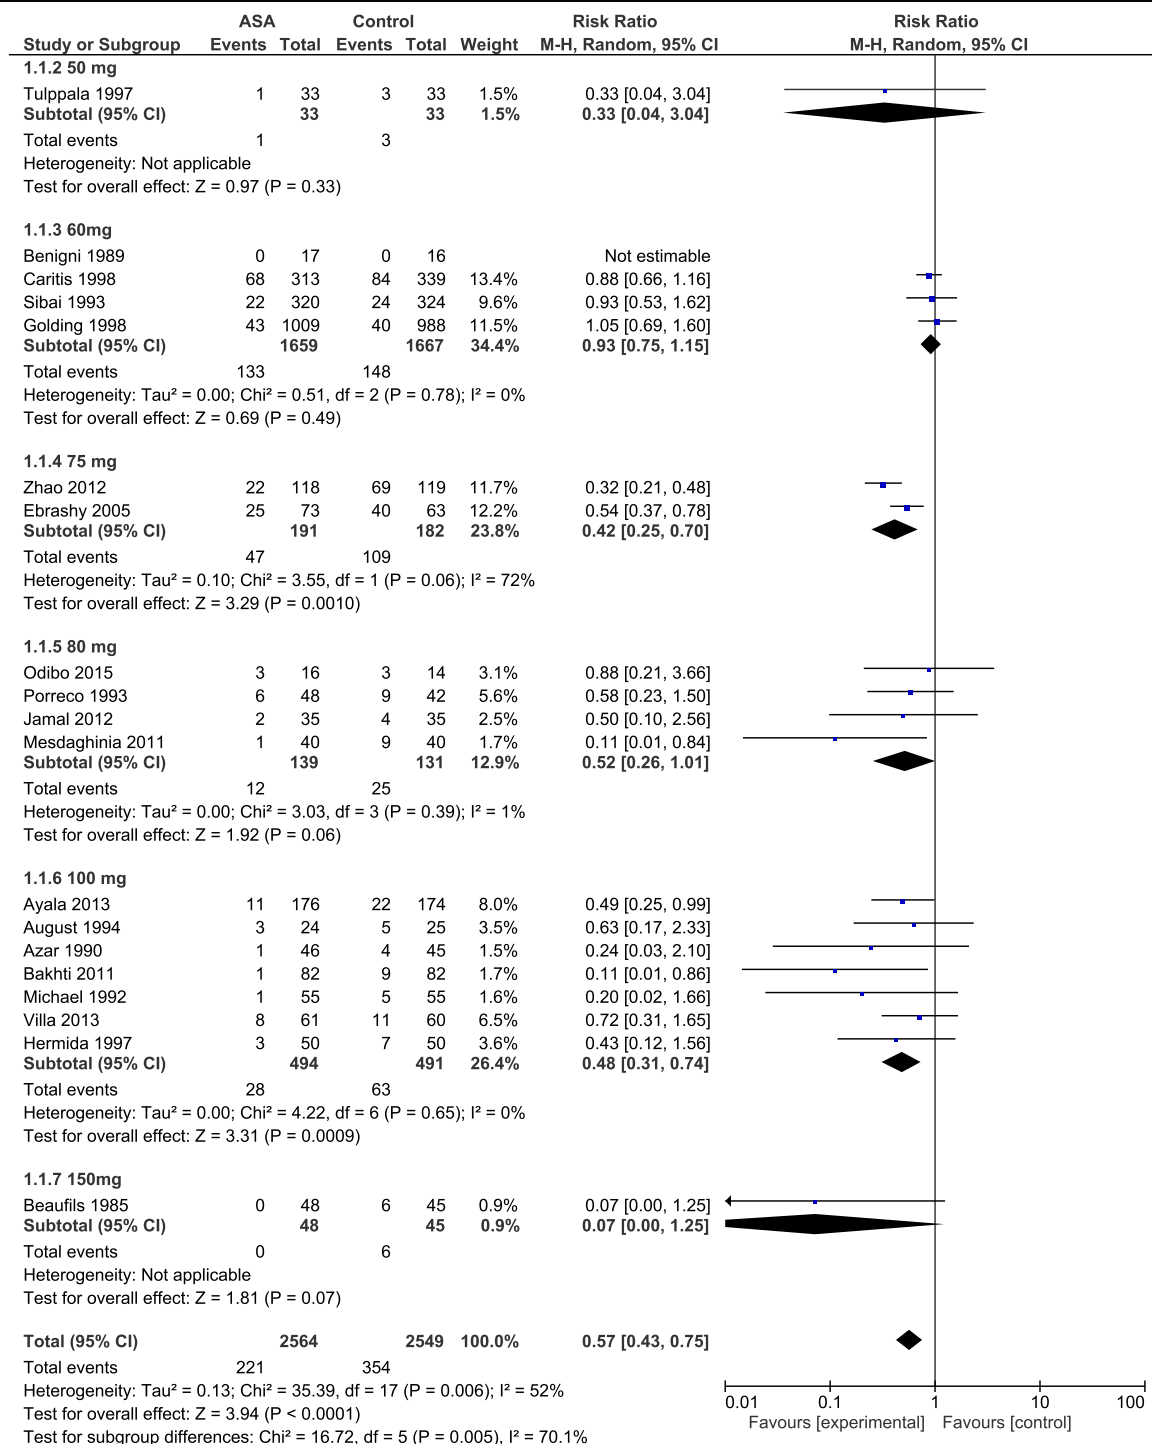 ASA Control Risk Ratio Risk Ratio
Study or Subgroup Events Total Events Total Weight M-H, Random, 95% CI M-H, Random, 95% CI
1.1.2 50 mg
Tulppala 1997 1 33 3 33 1.5% 0.33 [0.04, 3.04]
Subtotal (95% CI) 33 33 1.5% 0.33 [0.04, 3.04]
Total events 1 3
Heterogeneity: Not applicable
Test for overall effect: Z = 0.97 (P = 0.33)
1.1.3 60mg
Benigni 1989 0 17 0 16 Not estimable
Caritis 1998 68 313 84 339 13.4% 0.88 [0.66, 1.16]
Sibai 1993 22 320 24 324 9.6% 0.93 [0.53, 1.62]
Golding 1998 43 1009 40 988 11.5% 1.05 [0.69, 1.60]
Subtotal (95% CI) 1659 1667 34.4% 0.93 [0.75, 1.15]
Total events 133 148
Heterogeneity: Tau² = 0.00; Chi² = 0.51, df = 2 (P = 0.78); I² = 0%
Test for overall effect: Z = 0.69 (P = 0.49)
1.1.4 75 mg
Zhao 2012 22 118 69 119 11.7% 0.32 [0.21, 0.48]
Ebrashy 2005 25 73 40 63 12.2% 0.54 [0.37, 0.78]
Subtotal (95% CI) 191 182 23.8% 0.42 [0.25, 0.70]
Total events 47 109
Heterogeneity: Tau² = 0.10; Chi² = 3.55, df = 1 (P = 0.06); I² = 72%
Test for overall effect: Z = 3.29 (P = 0.0010)
1.1.5 80 mg
Odibo 2015 3 16 3 14 3.1% 0.88 [0.21, 3.66]
Porreco 1993 6 48 9 42 5.6% 0.58 [0.23, 1.50]
Jamal 2012 2 35 4 35 2.5% 0.50 [0.10, 2.56]
Mesdaghinia 2011 1 40 9 40 1.7% 0.11 [0.01, 0.84]
Subtotal (95% CI) 139 131 12.9% 0.52 [0.26, 1.01]
Total events 12 25
Heterogeneity: Tau² = 0.00; Chi² = 3.03, df = 3 (P = 0.39); I² = 1%
Test for overall effect: Z = 1.92 (P = 0.06)
1.1.6 100 mg
Ayala 2013 11 176 22 174 8.0% 0.49 [0.25, 0.99]
August 1994 3 24 5 25 3.5% 0.63 [0.17, 2.33]
Azar 1990 1 46 4 45 1.5% 0.24 [0.03, 2.10]
Bakhti 2011 1 82 9 82 1.7% 0.11 [0.01, 0.86]
Michael 1992 1 55 5 55 1.6% 0.20 [0.02, 1.66]
Villa 2013 8 61 11 60 6.5% 0.72 [0.31, 1.65]
Hermida 1997 3 50 7 50 3.6% 0.43 [0.12, 1.56]
Subtotal (95% CI) 494 491 26.4% 0.48 [0.31, 0.74]
Total events 28 63
Heterogeneity: Tau² = 0.00; Chi² = 4.22, df = 6 (P = 0.65); I² = 0%
Test for overall effect: Z = 3.31 (P = 0.0009)
1.1.7 150mg
Beaufils 1985 0 48 6 45 0.9% 0.07 [0.00, 1.25]
Subtotal (95% CI) 48 45 0.9% 0.07 [0.00, 1.25]
Total events 0 6
Heterogeneity: Not applicable
Test for overall effect: Z = 1.81 (P = 0.07)
Total (95% CI) 2564 2549 100.0% 0.57 [0.43, 0.75]
Total events 221 354
Heterogeneity: Tau² = 0.13; Chi² = 35.39, df = 17 (P = 0.006); I² = 52%
Test for overall effect: Z = 3.94 (P < 0.0001)
Test for subgroup differences: Chi² = 16.72, df = 5 (P = 0.005), I² = 70.1%
0.01 0.1 1 10 100
Favours [experimental] Favours [control]